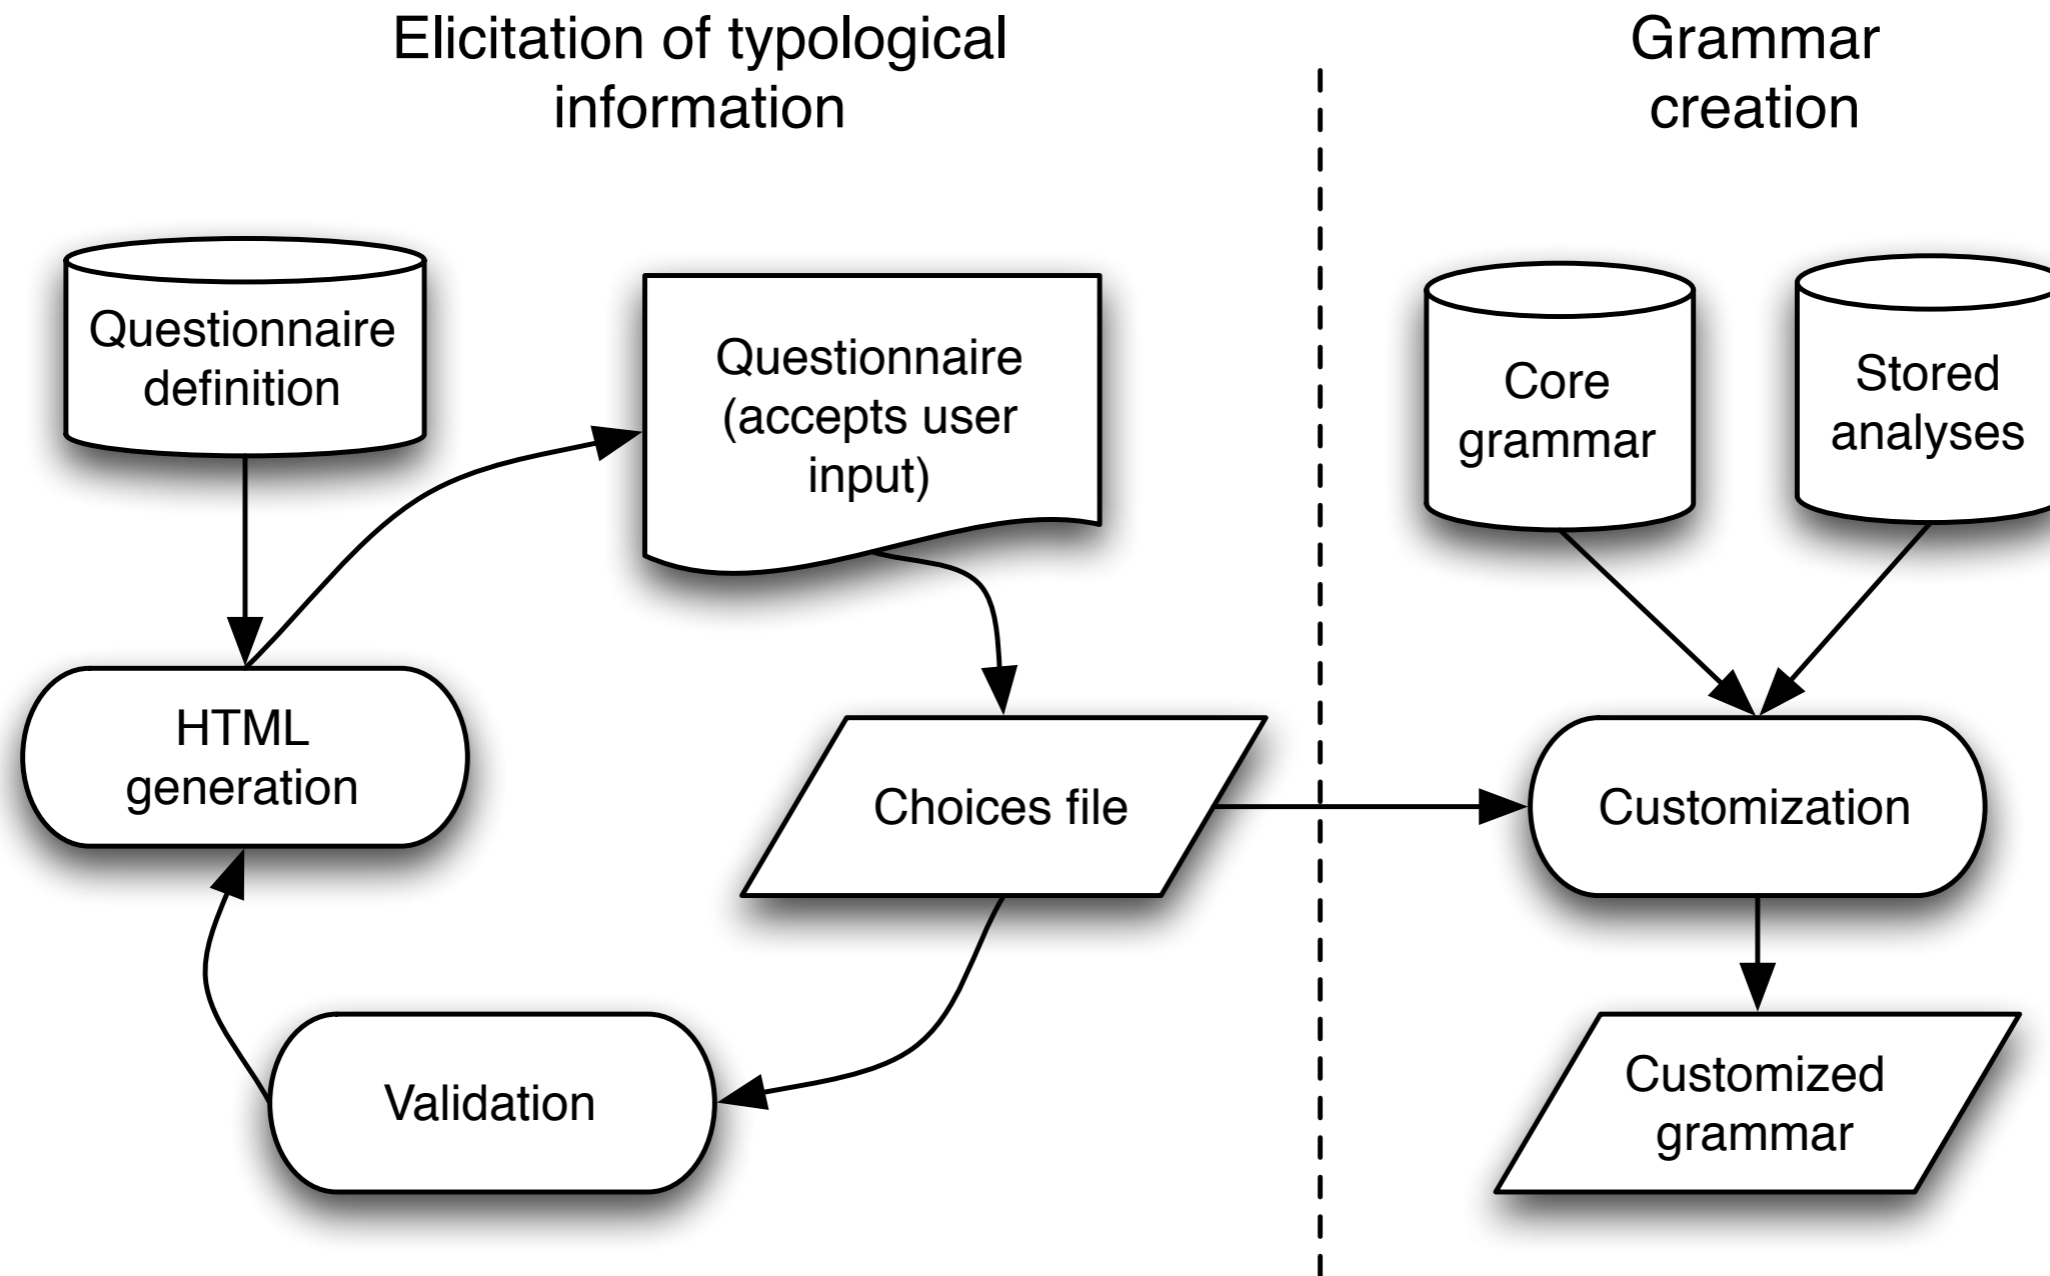 Elicitation of typological
information
Grammar
creation
Questionnaire
definition
Questionnaire
(accepts user
input)
Core
grammar
Stored
analyses
HTML
generation
Choices file
Customization
Validation
Customized
grammar